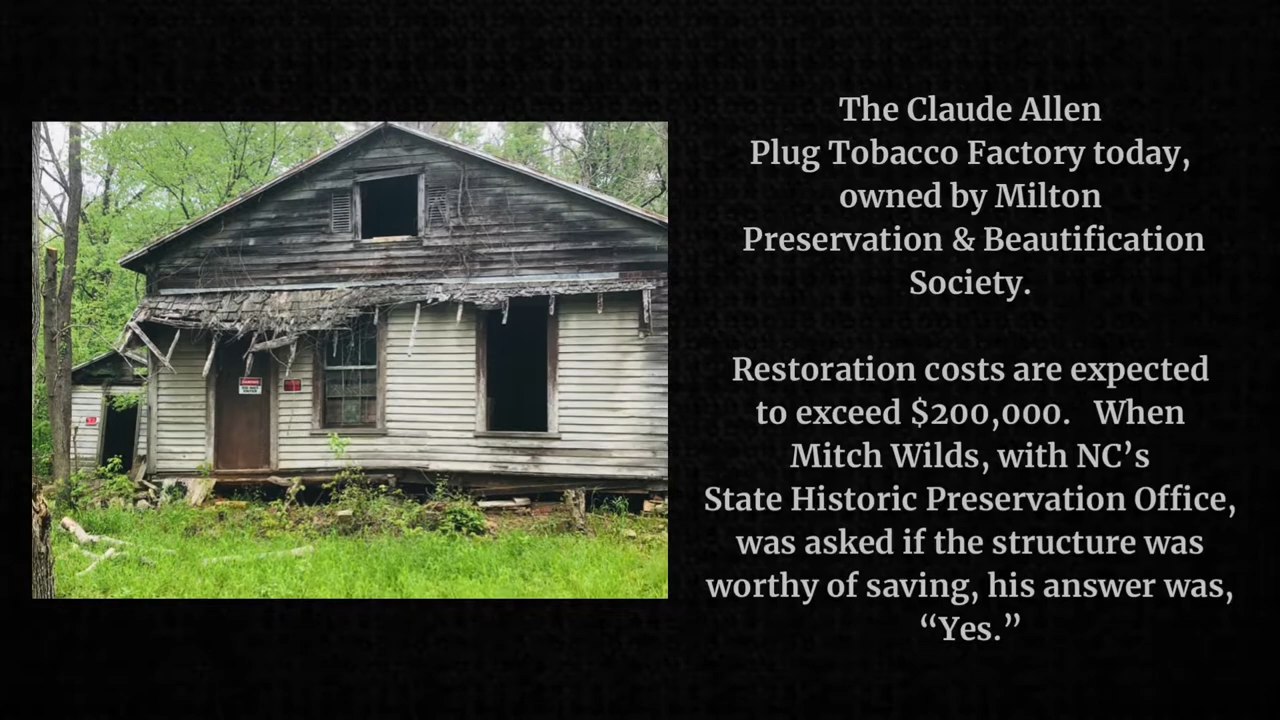 The Claude Allen
Plug Tobacco Factory today,
owned by Milton
Preservation & Beautification
Society.
Restoration costs are expected
to exceed $200,000.   When
Mitch Wilds, with NC’s
State Historic Preservation Office,
was asked if the structure was
worthy of saving, his answer was,
“Yes.”